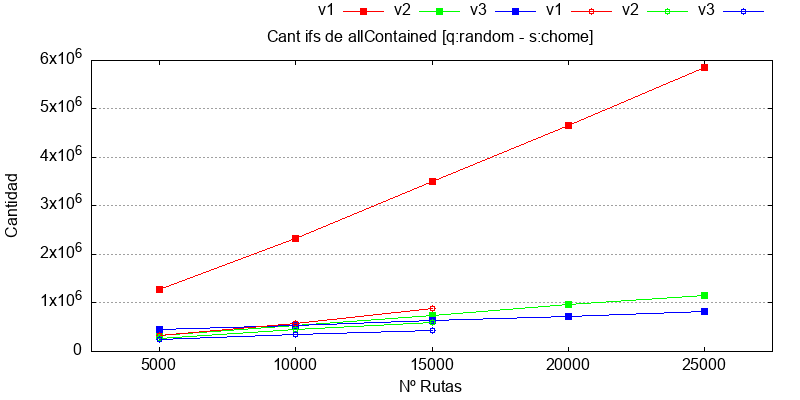 v1 v2 v3 v1 v2 v3
Cant ifs de allContained [q:random - s:chome]
6x10⁶
5x10⁶
4x10⁶
3x10⁶
2x10⁶
1x10⁶
0
Cantidad
5000 10000 15000 20000 25000
Nº Rutas